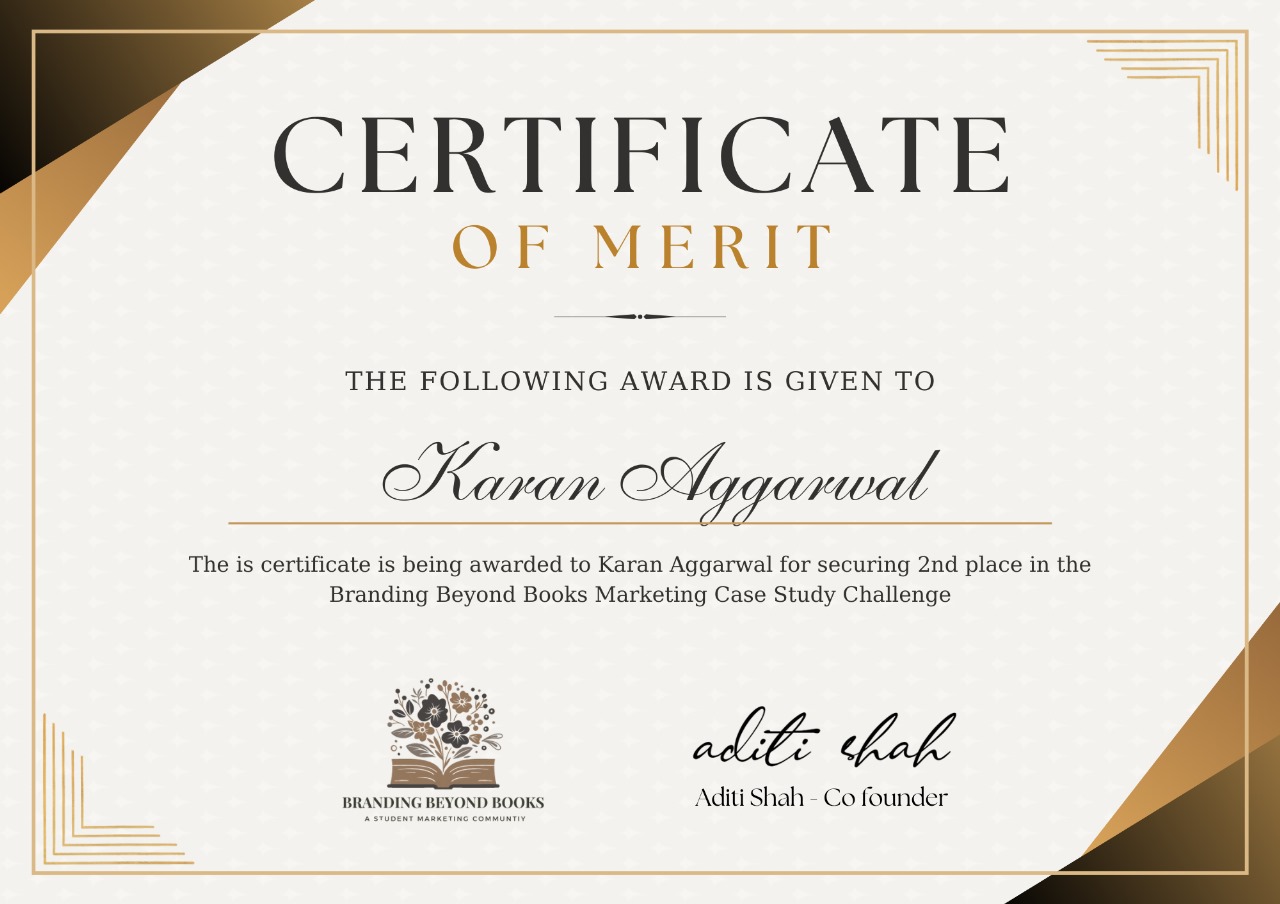 CERTIFICATE
OF MERIT
THE FOLLOWING AWARD IS GIVEN TO
Karan Aggarwal
The is certificate is being awarded to Karan Aggarwal for securing 2nd place in the
Branding Beyond Books Marketing Case Study Challenge
BRANDING BEYOND BOOKS
A STUDENT MARKETING COMMUNTIY
aditi shah
Aditi Shah - Co founder